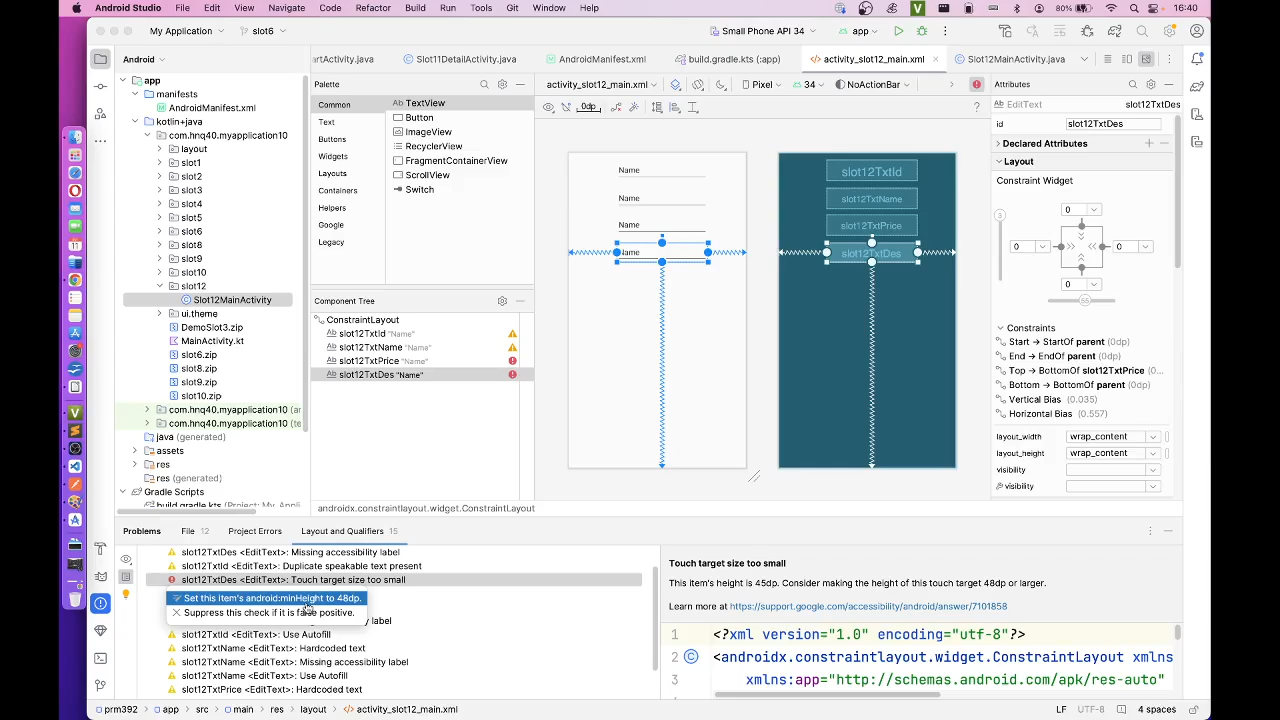 Android Studio File Edit View Navigate Code Refactor Build Run Tools Git Window Help
80% 16:40
My Application slot6 Small Phone API 34 app
Android
artActivity.java Slot11DetailActivity.java AndroidManifest.xml build.gradle.kts (:app) activity_slot12_main.xml Slot12MainActivity.java
app
manifests
AndroidManifest.xml
kotlin+java
com.hnq40.myapplication10
layout
slot1
slot2
slot3
slot4
slot5
slot6
slot8
slot9
slot10
slot12
Slot12MainActivity
ui.theme
DemoSlot3.zip
MainActivity.kt
slot6.zip
slot8.zip
slot9.zip
slot10.zip
com.hnq40.myapplication10 (ar
com.hnq40.myapplication10 (te
java (generated)
assets
res
res (generated)
Gradle Scripts
build.gradle.kts (Project: My_Appl
Palette
Common
Text
Buttons
Widgets
Layouts
Containers
Helpers
Google
Legacy
Ab TextView
Button
ImageView
RecyclerView
FragmentContainerView
ScrollView
Switch
Component Tree
ConstraintLayout
Ab slot12TxtId "Name"
Ab slot12TxtName "Name"
Ab slot12TxtPrice "Name"
Ab slot12TxtDes "Name"
activity_slot12_main.xml Pixel 34 NoActionBar
0dp ?
Name
Name
Name
Name
slot12TxtId
slot12TxtName
slot12TxtPrice
slot12TxtDes
androidx.constraintlayout.widget.ConstraintLayout
Attributes
Ab EditText slot12TxtDes
id slot12TxtDes
Declared Attributes
Layout
Constraint Widget
0
0 0
0
55
Constraints
Start → StartOf parent (0dp)
End → EndOf parent (0dp)
Top → BottomOf slot12TxtPrice (0...
Bottom → BottomOf parent (0dp)
Vertical Bias (0.035)
Horizontal Bias (0.557)
layout_width wrap_content
layout_height wrap_content
visibility
visibility
Problems File 12 Project Errors Layout and Qualifiers 15
slot12TxtDes <EditText>: Missing accessibility label
slot12TxtDes <EditText>: Duplicate speakable text present
slot12TxtDes <EditText>: Touch target size too small
Set this item's android:minHeight to 48dp.
Suppress this check if it is false positive.
y label
slot12TxtId <EditText>: Use Autofill
slot12TxtName <EditText>: Hardcoded text
slot12TxtName <EditText>: Missing accessibility label
slot12TxtName <EditText>: Use Autofill
slot12TxtPrice <EditText>: Hardcoded text
Touch target size too small
This item's height is 45dp. Consider making the height of this touch target 48dp or larger.
Learn more at https://support.google.com/accessibility/android/answer/7101858
1 <?xml version="1.0" encoding="utf-8"?>
2 <androidx.constraintlayout.widget.ConstraintLayout xmlns
3 xmlns:app="http://schemas.android.com/apk/res-auto"
prm392 > app > src > main > res > layout > activity_slot12_main.xml
LF UTF-8 4 spaces